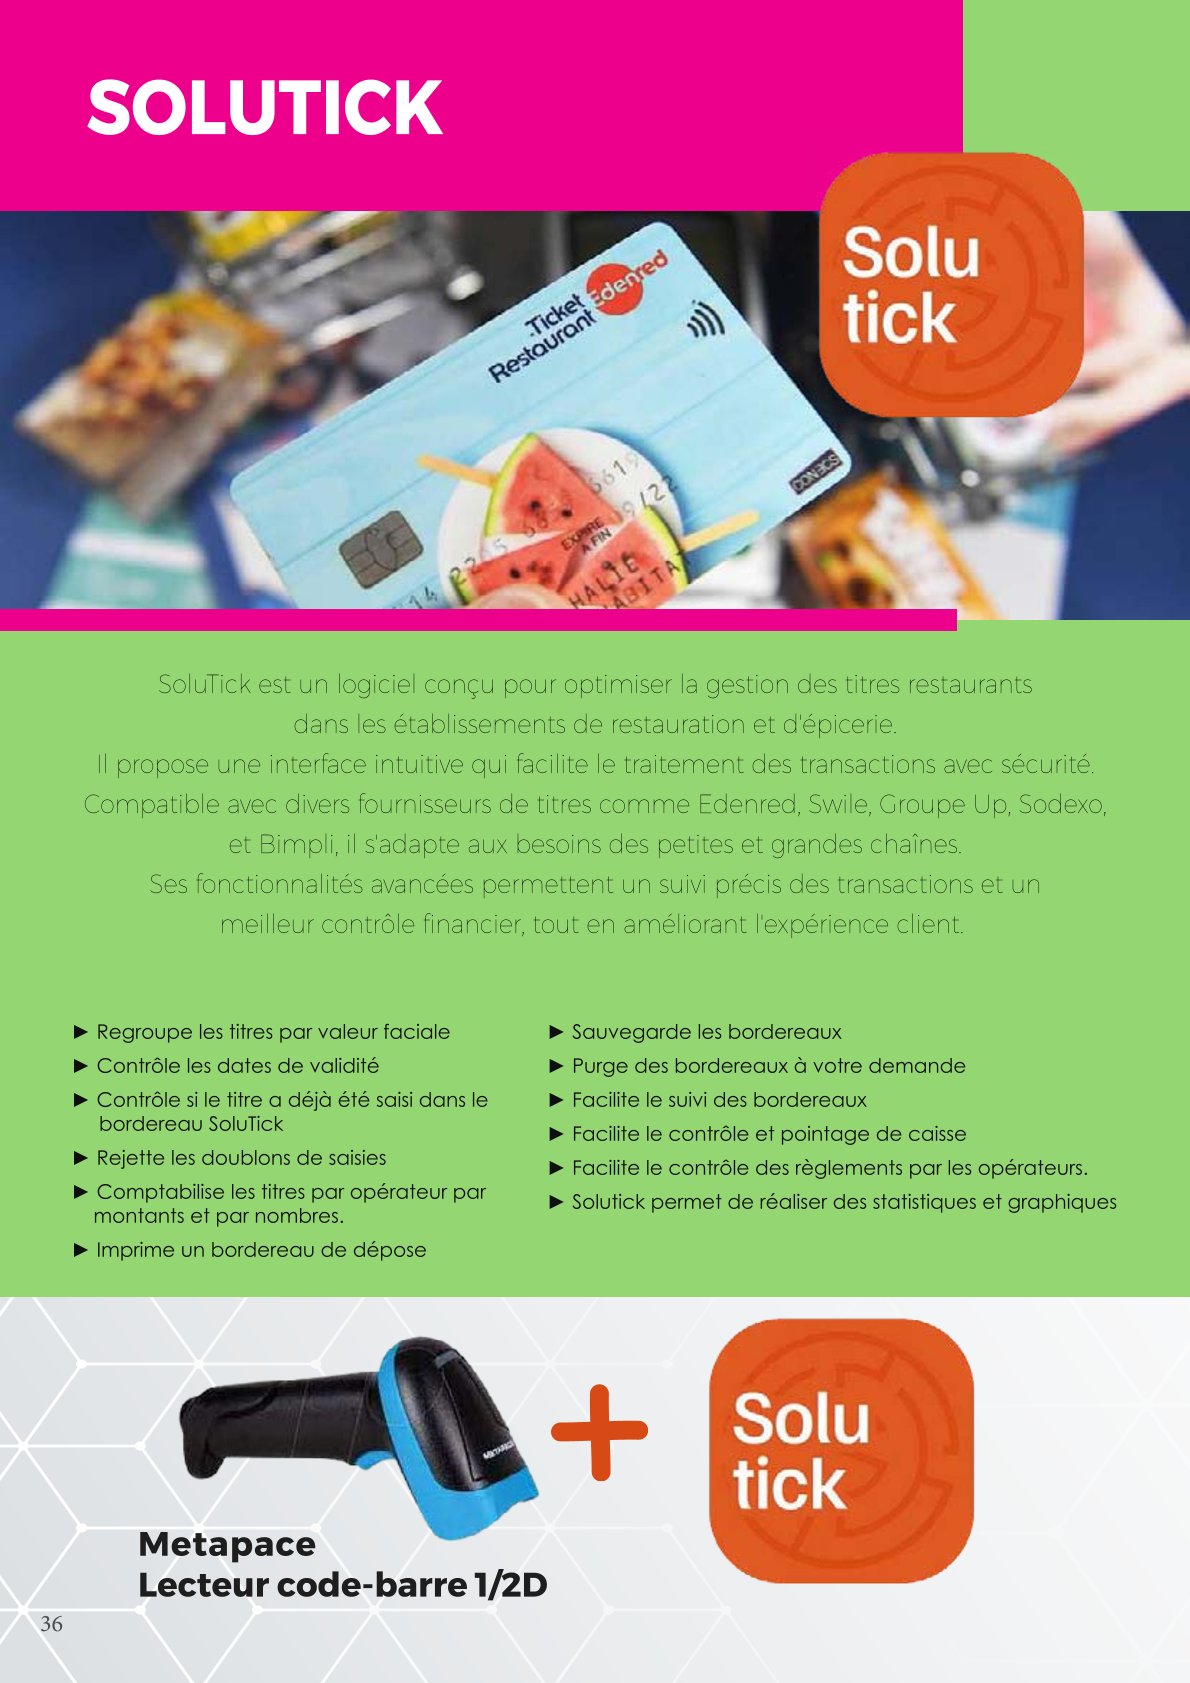 SOLUTICK
Solu
tick
Ticket
Restaurant
Edenred
CONECS
EXPIRE
A FIN
09/22
SoluTick est un logiciel conçu pour optimiser la gestion des titres restaurants
dans les établissements de restauration et d'épicerie.
Il propose une interface intuitive qui facilite le traitement des transactions avec sécurité.
Compatible avec divers fournisseurs de titres comme Edenred, Swile, Groupe Up, Sodexo,
et Bimpli, il s'adapte aux besoins des petites et grandes chaînes.
Ses fonctionnalités avancées permettent un suivi précis des transactions et un
meilleur contrôle financier, tout en améliorant l'expérience client.
► Regroupe les titres par valeur faciale
► Contrôle les dates de validité
► Contrôle si le titre a déjà été saisi dans le
bordereau SoluTick
► Rejette les doublons de saisies
► Comptabilise les titres par opérateur par
montants et par nombres.
► Imprime un bordereau de dépose
► Sauvegarde les bordereaux
► Purge des bordereaux à votre demande
► Facilite le suivi des bordereaux
► Facilite le contrôle et pointage de caisse
► Facilite le contrôle des règlements par les opérateurs.
► Solutick permet de réaliser des statistiques et graphiques
Solu
tick
Metapace
Lecteur code-barre 1/2D
36